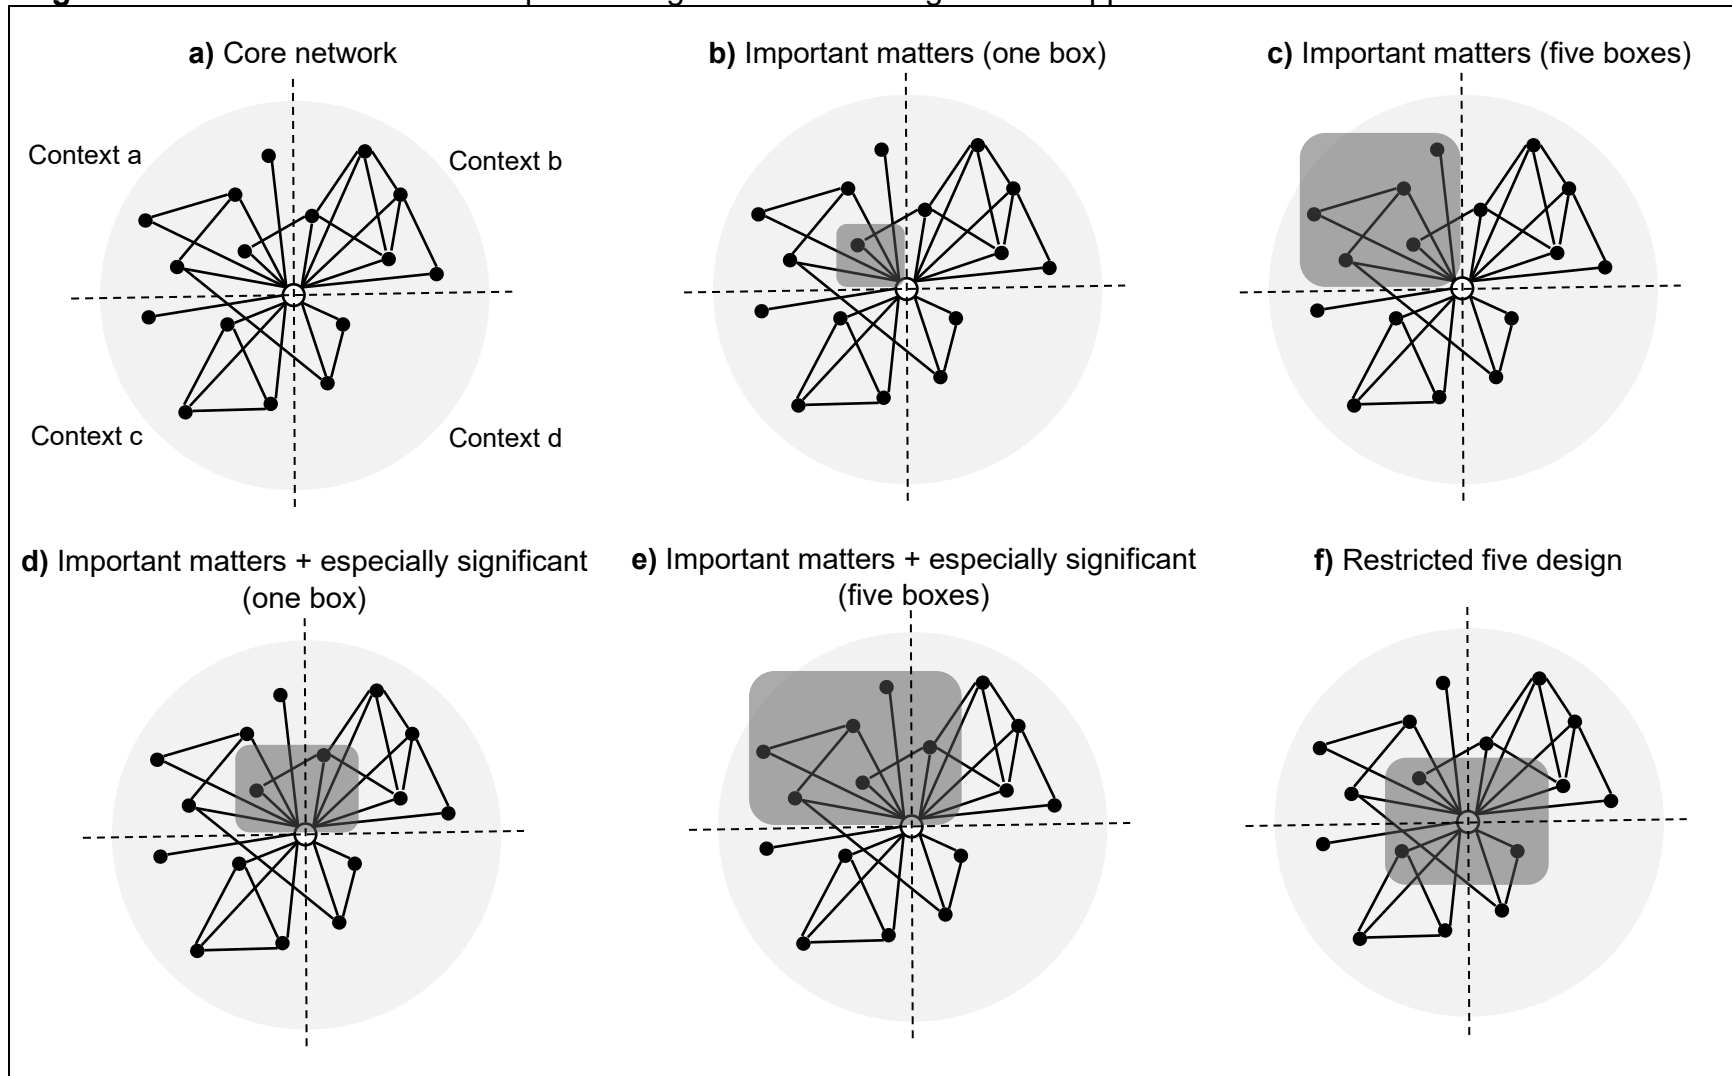 a) Core network
b) Important matters (one box)
c) Important matters (five boxes)
Context a
Context b
Context c
Context d
d) Important matters + especially significant
(one box)
e) Important matters + especially significant
(five boxes)
f) Restricted five design